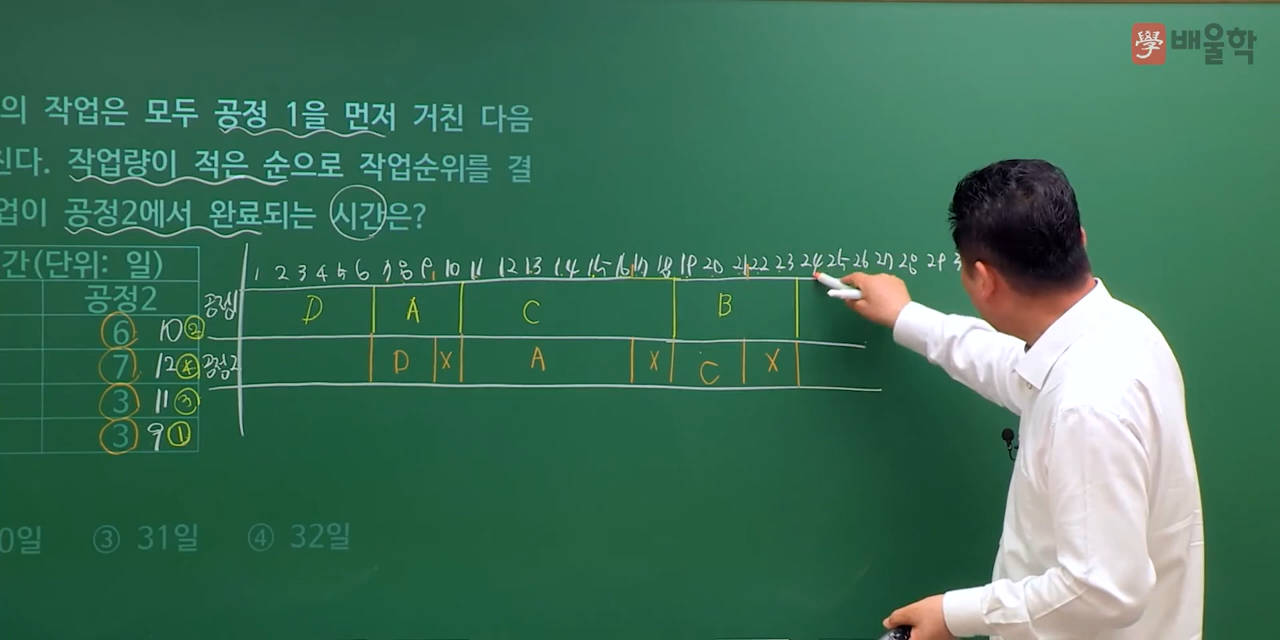 學 배울학
의 작업은 모두 공정 1을 먼저 거친 다음
진다. 작업량이 적은 순으로 작업순위를 결
업이 공정2에서 완료되는 시간은?
간(단위: 일)
1 2 3 4 5 6 7 8 9 10 11 12 13 14 15 16 17 18 19 20 21 22 23 24 25 26 27 28 29 3
공정2
공정1 D A C B
6 10 ②
7 12 ④
공정2 D X A X C X
3 11 ③
3 9 ①
0일 ③ 31일 ④ 32일